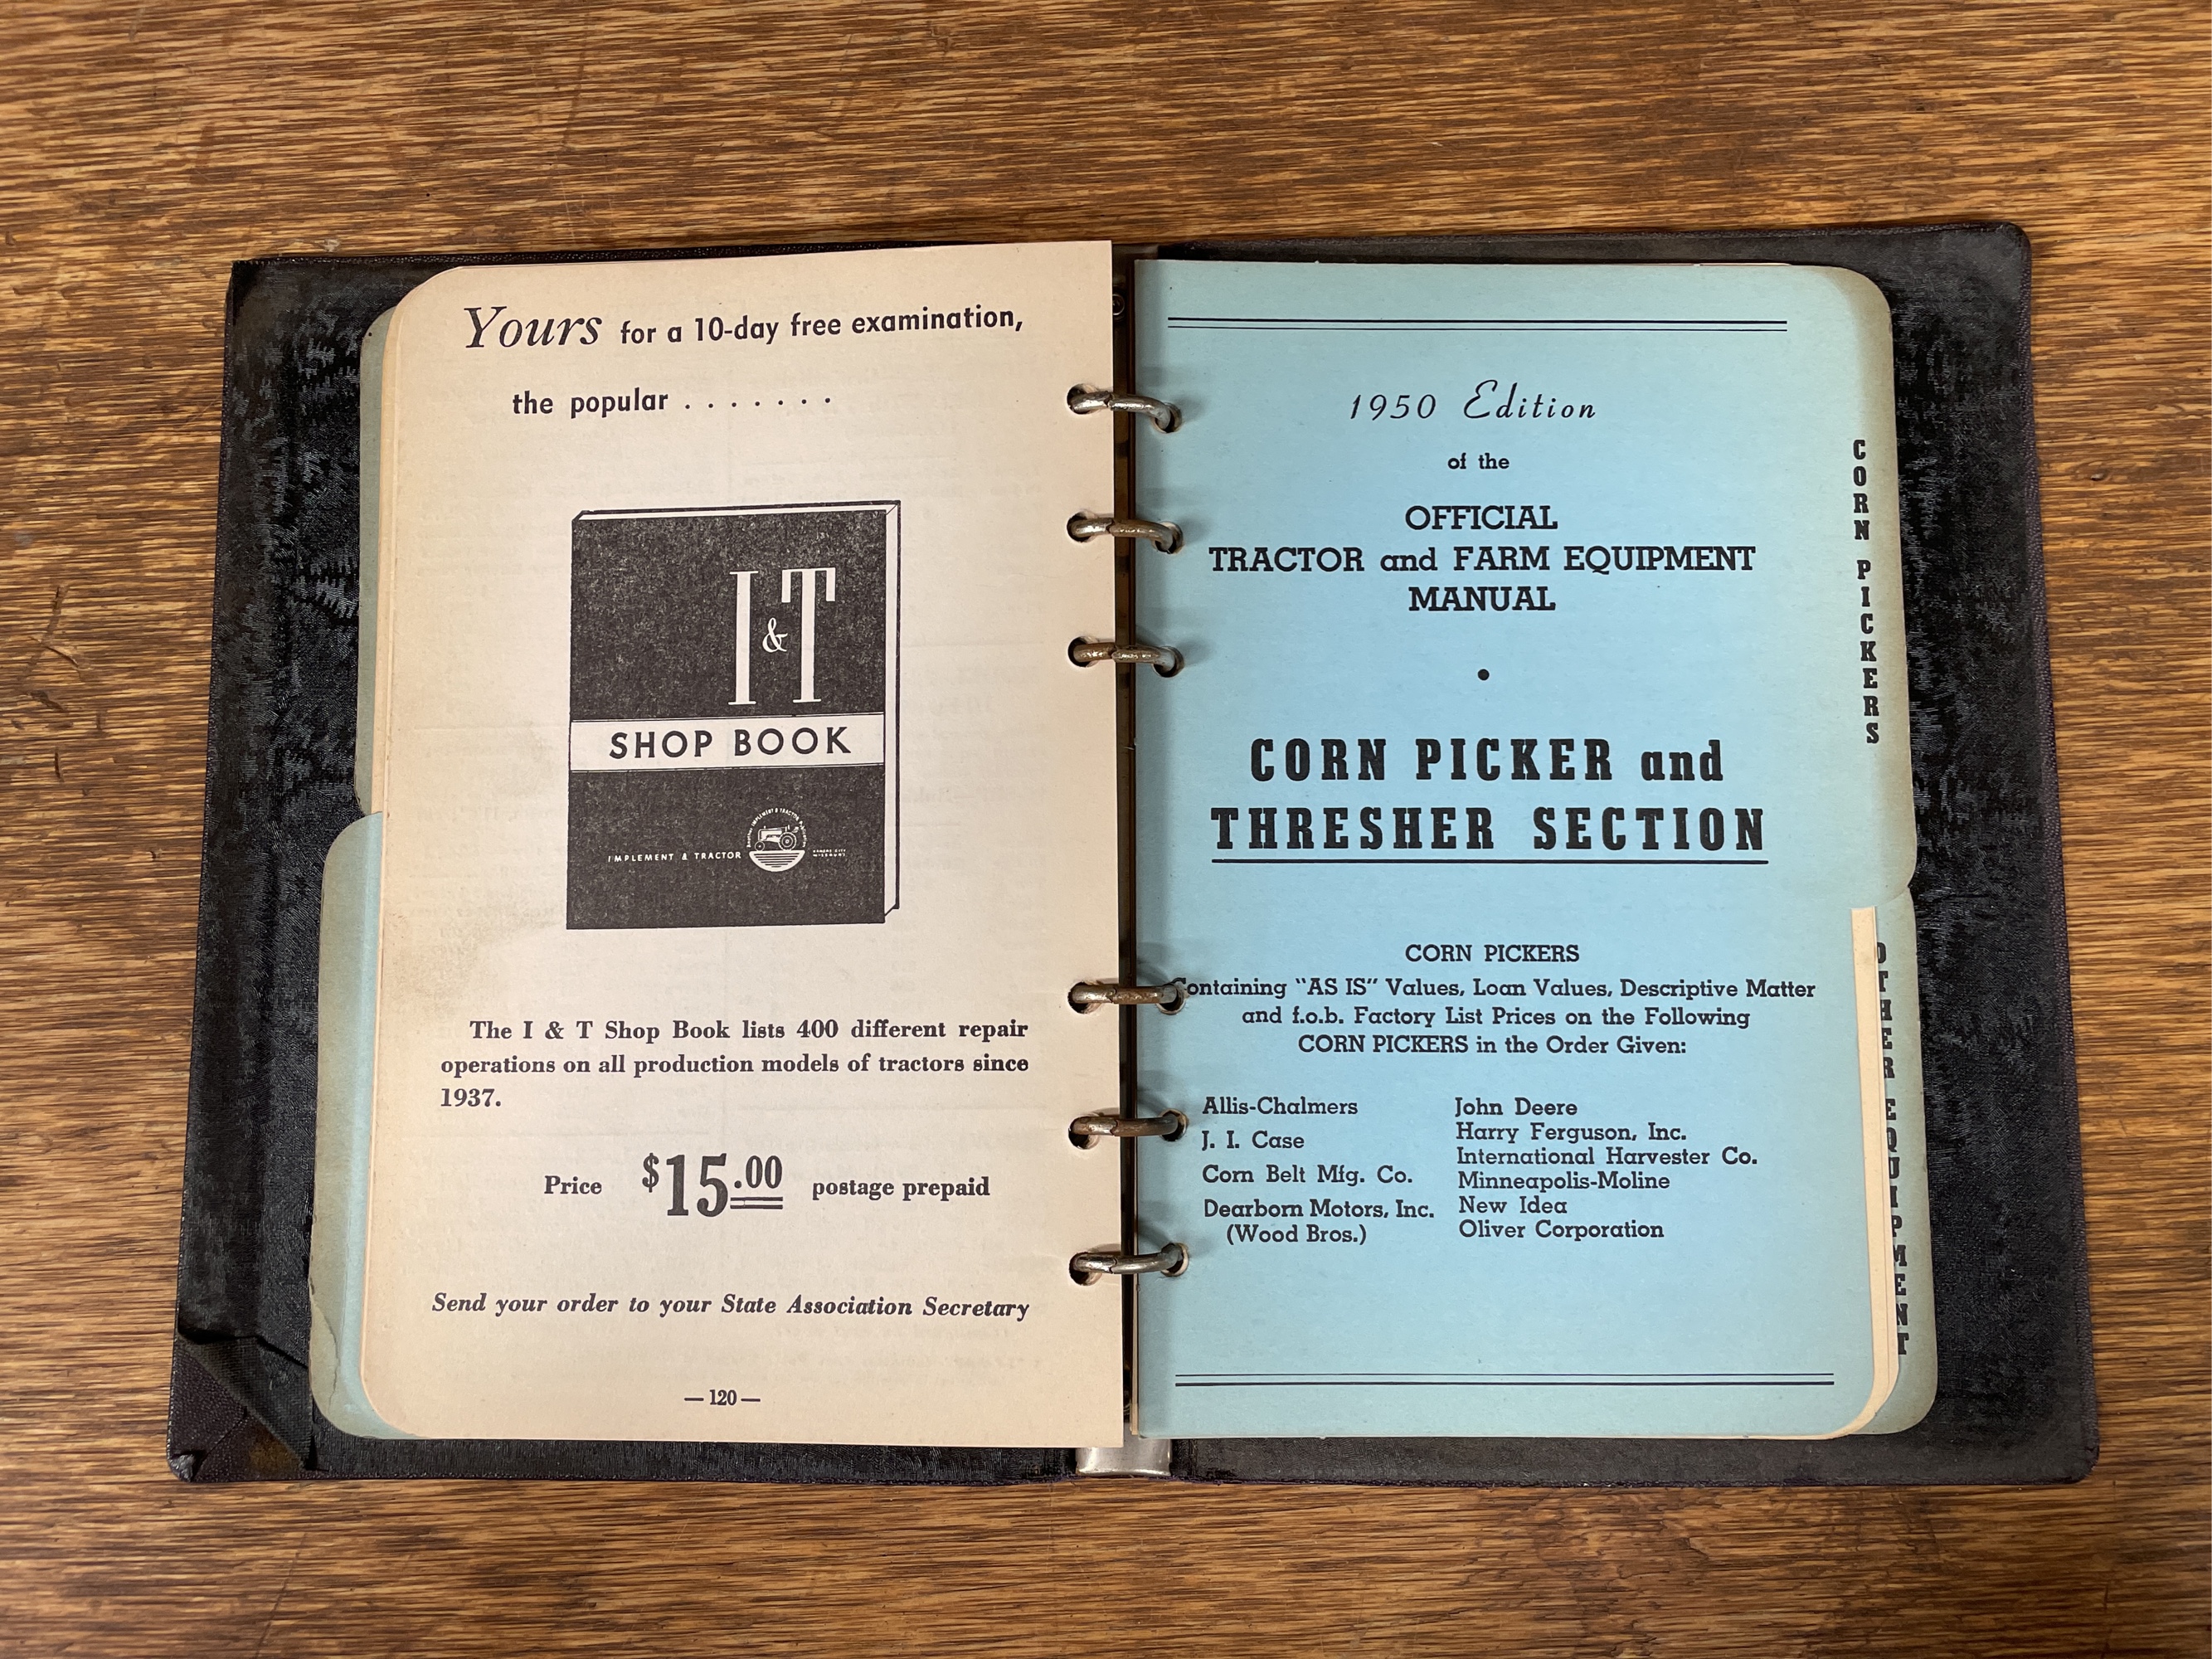 Yours for a 10-day free examination,
the popular . . . . . . .
I & T
SHOP BOOK
IMPLEMENT & TRACTOR
KANSAS CITY
MISSOURI
The I & T Shop Book lists 400 different repair
operations on all production models of tractors since
1937.
Price $15.00 postage prepaid
Send your order to your State Association Secretary
— 120 —
1950 Edition
of the
OFFICIAL
TRACTOR and FARM EQUIPMENT
MANUAL
•
CORN PICKER and
THRESHER SECTION
CORN PICKERS
Containing "AS IS" Values, Loan Values, Descriptive Matter
and f.o.b. Factory List Prices on the Following
CORN PICKERS in the Order Given:
Allis-Chalmers
J. I. Case
Corn Belt Mfg. Co.
Dearborn Motors, Inc.
(Wood Bros.)
John Deere
Harry Ferguson, Inc.
International Harvester Co.
Minneapolis-Moline
New Idea
Oliver Corporation
CORN PICKERS
OTHER EQUIPMENT